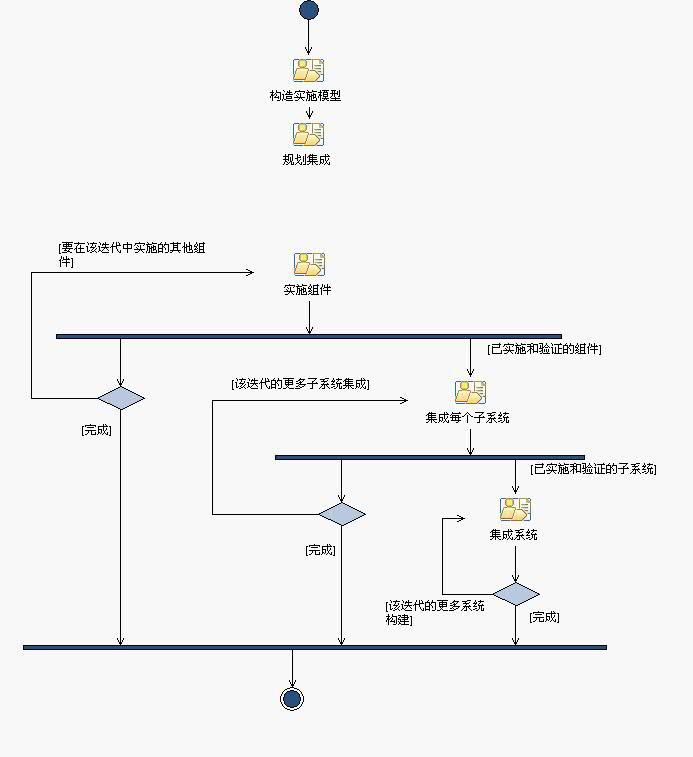 构造实施模型
规划集成
[要在该迭代中实施的其他组
件]
实施组件
[已实施和验证的组件]
[该迭代的更多子系统集成]
集成每个子系统
[完成]
[已实施和验证的子系统]
集成系统
[完成]
[该迭代的更多系统
构建]
[完成]